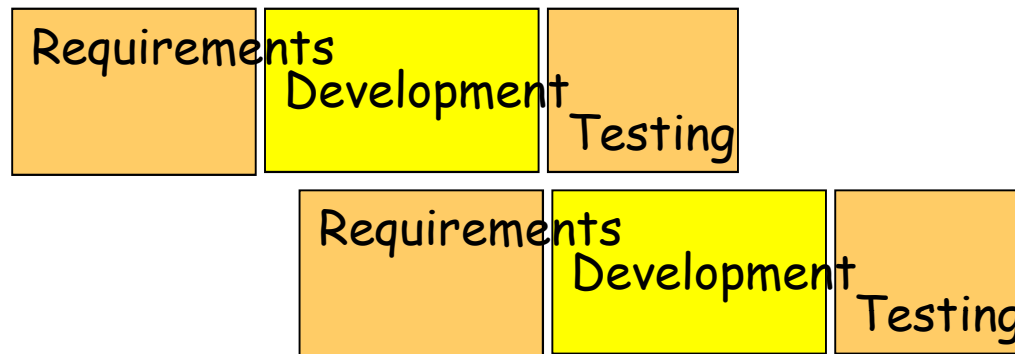 Requirements
Development
Testing
Requirements
Development
Testing